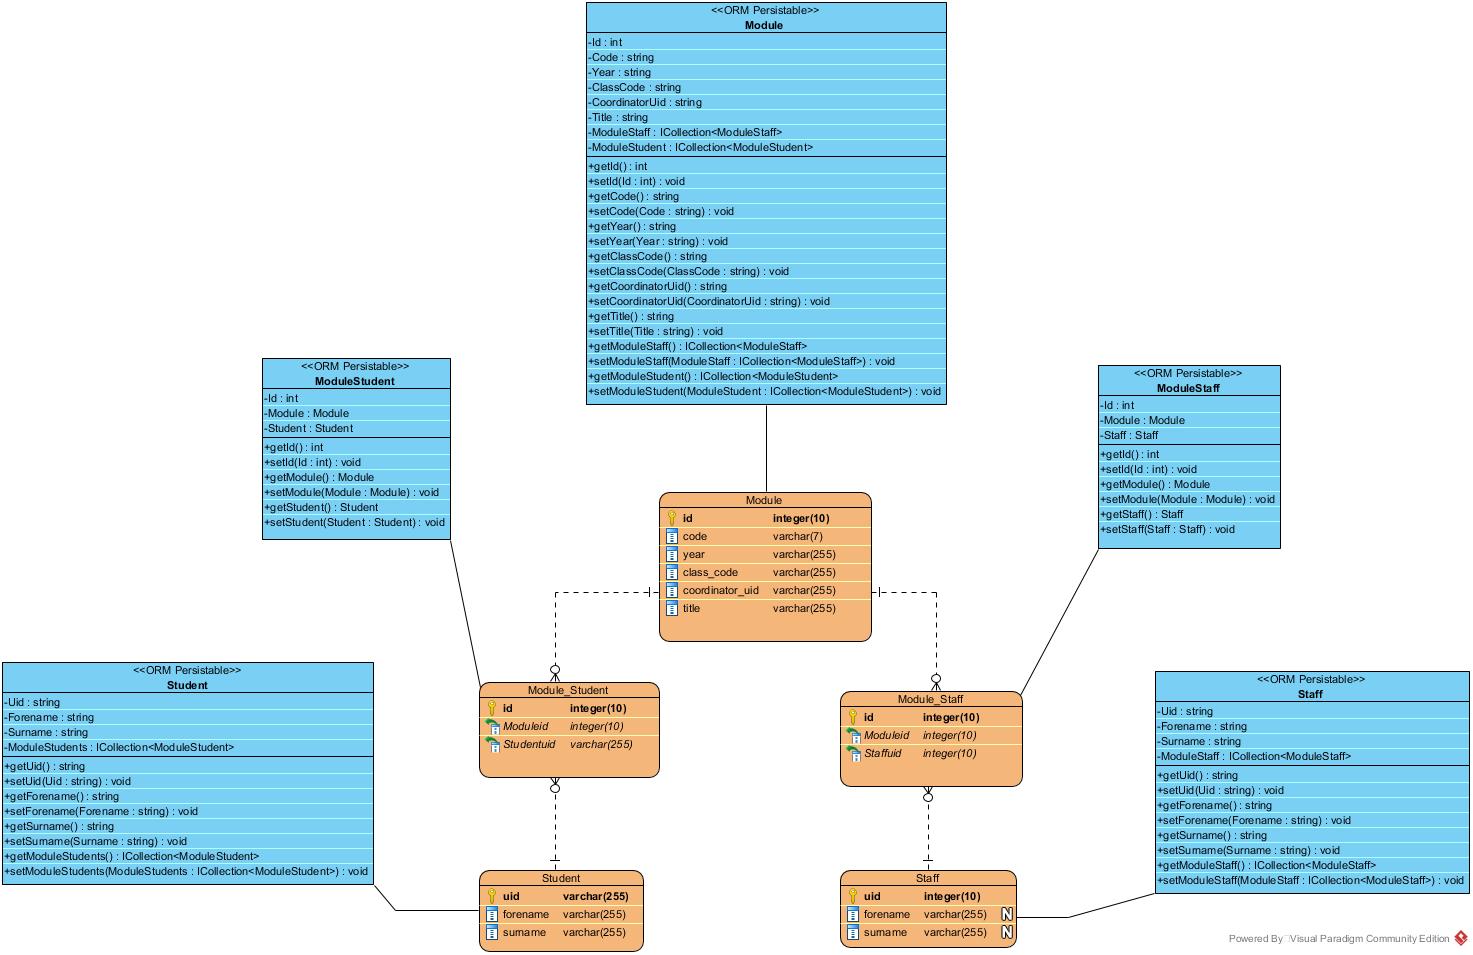 <<ORM Persistable>>
Module
-Id : int
-Code : string
-Year : string
-ClassCode : string
-CoordinatorUid : string
-Title : string
-ModuleStaff : ICollection<ModuleStaff>
-ModuleStudent : ICollection<ModuleStudent>
+getId() : int
+setId(Id : int) : void
+getCode() : string
+setCode(Code : string) : void
+getYear() : string
+setYear(Year : string) : void
+getClassCode() : string
+setClassCode(ClassCode : string) : void
+getCoordinatorUid() : string
+setCoordinatorUid(CoordinatorUid : string) : void
+getTitle() : string
+setTitle(Title : string) : void
+getModuleStaff() : ICollection<ModuleStaff>
+setModuleStaff(ModuleStaff : ICollection<ModuleStaff>) : void
+getModuleStudent() : ICollection<ModuleStudent>
+setModuleStudent(ModuleStudent : ICollection<ModuleStudent>) : void
<<ORM Persistable>>
ModuleStudent
-Id : int
-Module : Module
-Student : Student
+getId() : int
+setId(Id : int) : void
+getModule() : Module
+setModule(Module : Module) : void
+getStudent() : Student
+setStudent(Student : Student) : void
<<ORM Persistable>>
ModuleStaff
-Id : int
-Module : Module
-Staff : Staff
+getId() : int
+setId(Id : int) : void
+getModule() : Module
+setModule(Module : Module) : void
+getStaff() : Staff
+setStaff(Staff : Staff) : void
Module
id integer(10)
code varchar(7)
year varchar(255)
class_code varchar(255)
coordinator_uid varchar(255)
title varchar(255)
<<ORM Persistable>>
Student
-Uid : string
-Forename : string
-Surname : string
-ModuleStudents : ICollection<ModuleStudent>
+getUid() : string
+setUid(Uid : string) : void
+getForename() : string
+setForename(Forename : string) : void
+getSurname() : string
+setSurname(Surname : string) : void
+getModuleStudents() : ICollection<ModuleStudent>
+setModuleStudents(ModuleStudents : ICollection<ModuleStudent>) : void
Module_Student
id integer(10)
Moduleid integer(10)
Studentuid varchar(255)
Module_Staff
id integer(10)
Moduleid integer(10)
Staffuid integer(10)
<<ORM Persistable>>
Staff
-Uid : string
-Forename : string
-Surname : string
-ModuleStaff : ICollection<ModuleStaff>
+getUid() : string
+setUid(Uid : string) : void
+getForename() : string
+setForename(Forename : string) : void
+getSurname() : string
+setSurname(Surname : string) : void
+getModuleStaff() : ICollection<ModuleStaff>
+setModuleStaff(ModuleStaff : ICollection<ModuleStaff>) : void
Student
uid varchar(255)
forename varchar(255)
surname varchar(255)
Staff
uid integer(10)
forename varchar(255) N
surname varchar(255) N
Powered By Visual Paradigm Community Edition